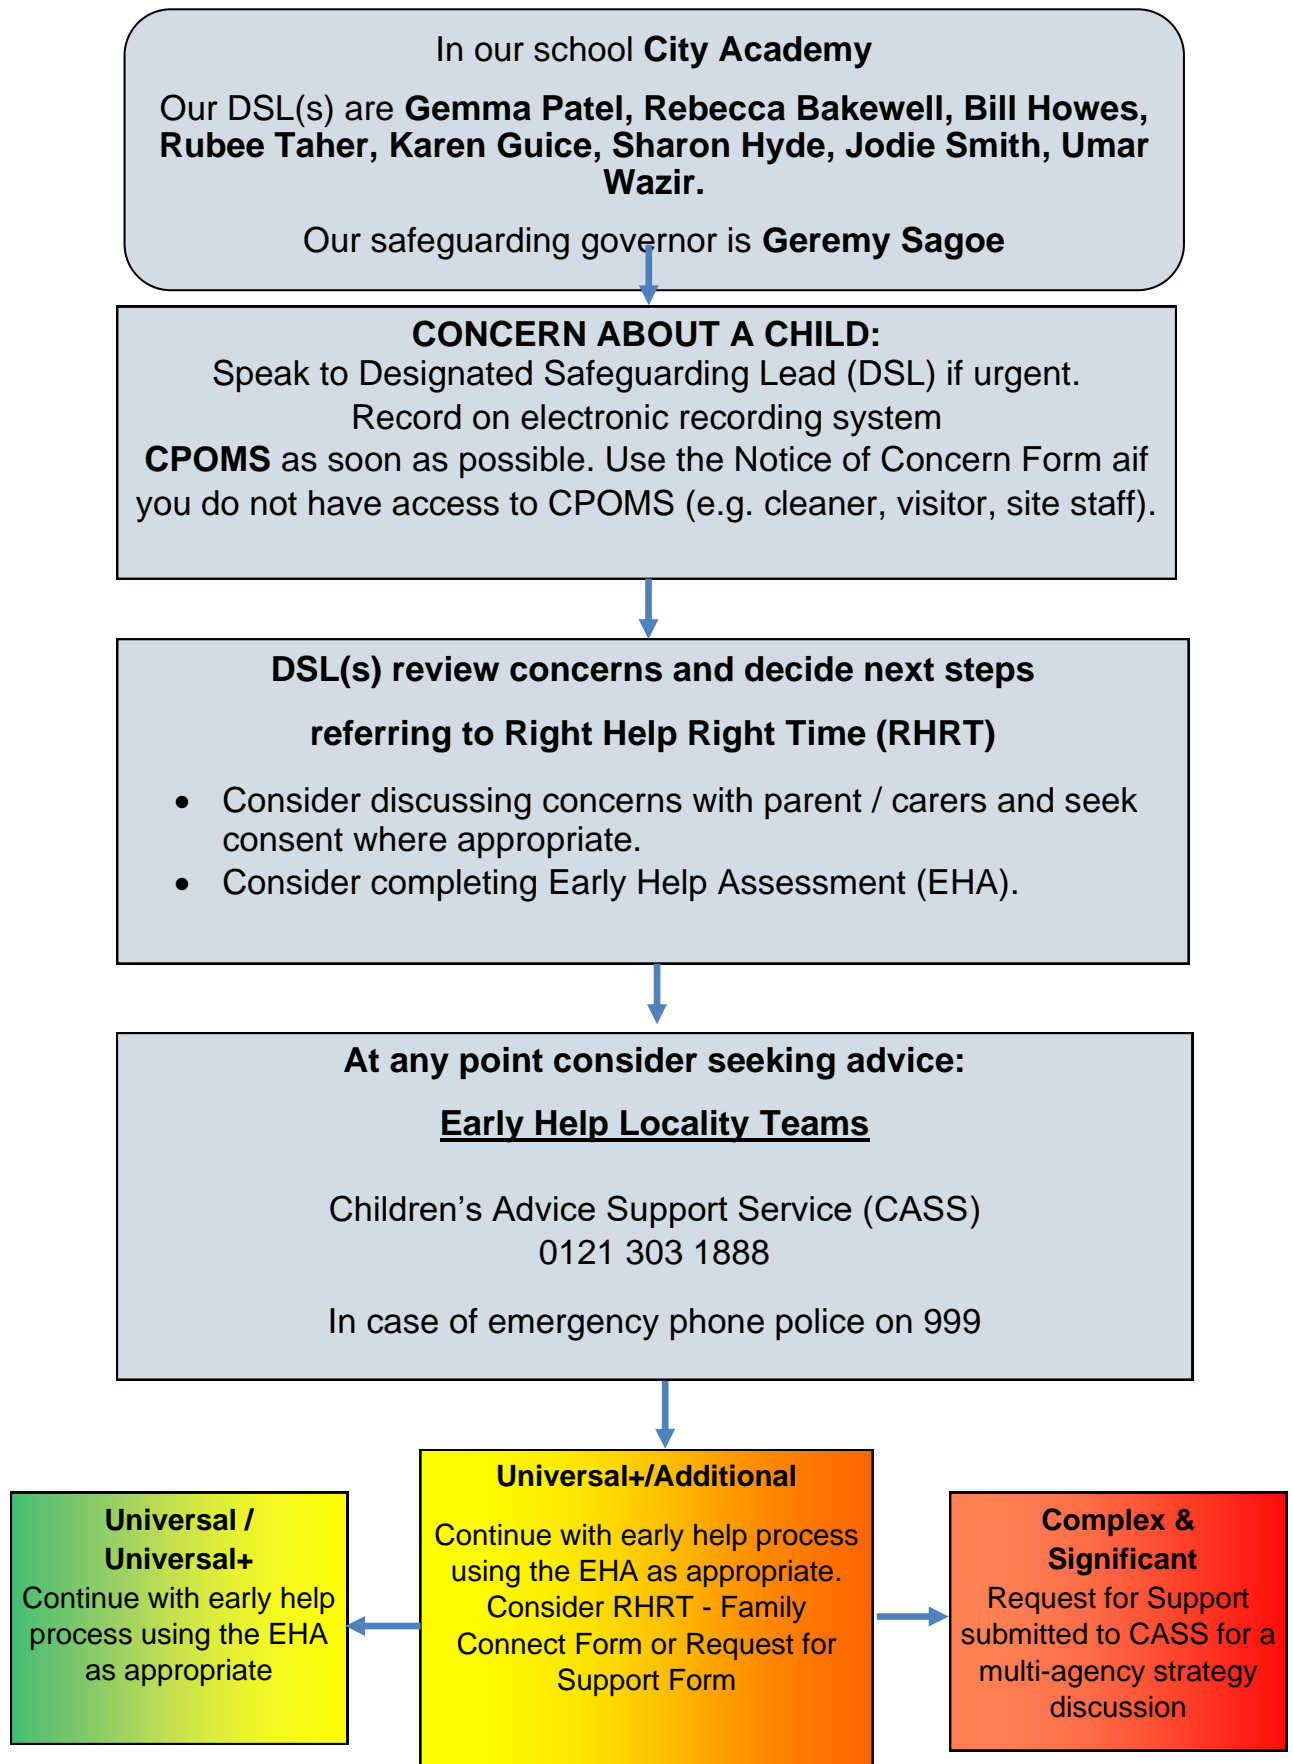 In our school City Academy
Our DSL(s) are Gemma Patel, Rebecca Bakewell, Bill Howes,
Rubee Taher, Karen Guice, Sharon Hyde, Jodie Smith, Umar
Wazir.
Our safeguarding governor is Geremy Sagoe
CONCERN ABOUT A CHILD:
Speak to Designated Safeguarding Lead (DSL) if urgent.
Record on electronic recording system
CPOMS as soon as possible. Use the Notice of Concern Form aif
you do not have access to CPOMS (e.g. cleaner, visitor, site staff).
DSL(s) review concerns and decide next steps
referring to Right Help Right Time (RHRT)
• Consider discussing concerns with parent / carers and seek
consent where appropriate.
• Consider completing Early Help Assessment (EHA).
At any point consider seeking advice:
Early Help Locality Teams
Children’s Advice Support Service (CASS)
0121 303 1888
In case of emergency phone police on 999
Universal /
Universal+
Continue with early help
process using the EHA
as appropriate
Universal+/Additional
Continue with early help process
using the EHA as appropriate.
Consider RHRT - Family
Connect Form or Request for
Support Form
Complex &
Significant
Request for Support
submitted to CASS for a
multi-agency strategy
discussion